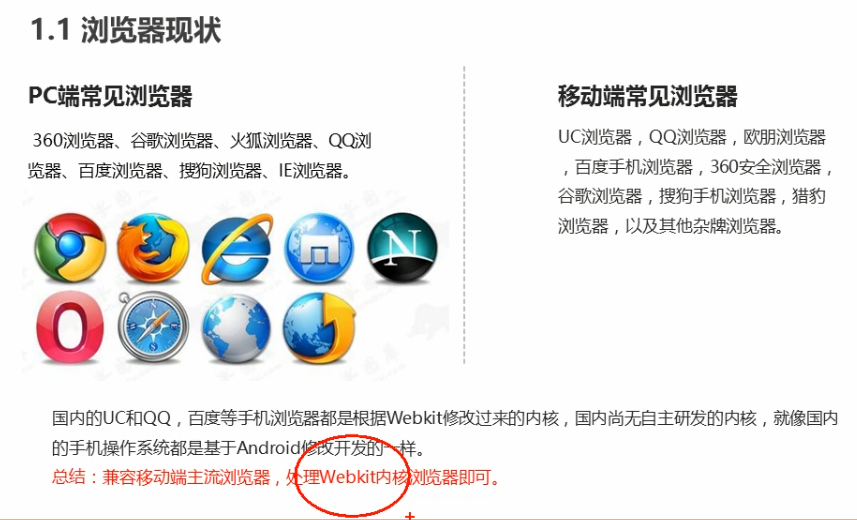 1.1 浏览器现状
PC端常见浏览器
360浏览器、谷歌浏览器、火狐浏览器、QQ浏
览器、百度浏览器、搜狗浏览器、IE浏览器。
移动端常见浏览器
UC浏览器，QQ浏览器，欧朋浏览器
，百度手机浏览器，360安全浏览器，
谷歌浏览器，搜狗手机浏览器，猎豹
浏览器，以及其他杂牌浏览器。
国内的UC和QQ，百度等手机浏览器都是根据Webkit修改过来的内核，国内尚无自主研发的内核，就像国内
的手机操作系统都是基于Android修改开发的一样。
总结：兼容移动端主流浏览器，处理Webkit内核浏览器即可。